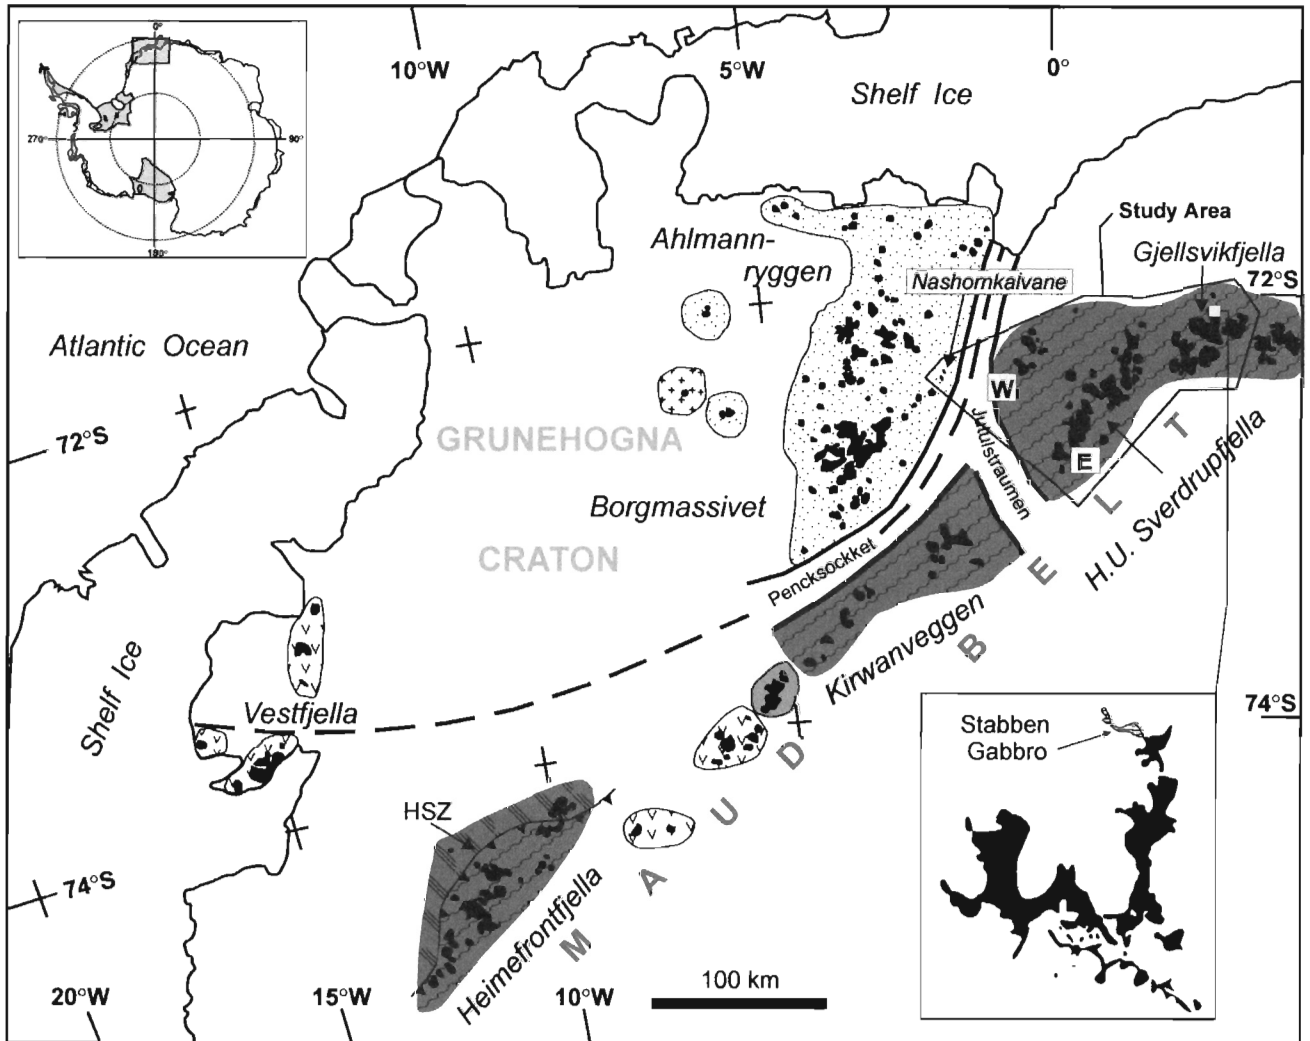 0°
270°
90°
180°
10°W
5°W
0°
Shelf Ice
Study Area
Ahlmann-
ryggen
Gjellsvikfjella
Nashornkalvane
72°S
Atlantic Ocean
W
72°S
GRUNEHOGNA
Jutulstraumen
E
H.U. Sverdrupfjella
Borgmassivet
CRATON
Pencksockket
Kirwanveggen
Shelf Ice
Vestfjella
74°S
Stabben
Gabbro
HSZ
74°S
Heimefrontfjella
M A U D B E L T
100 km
20°W
15°W
10°W